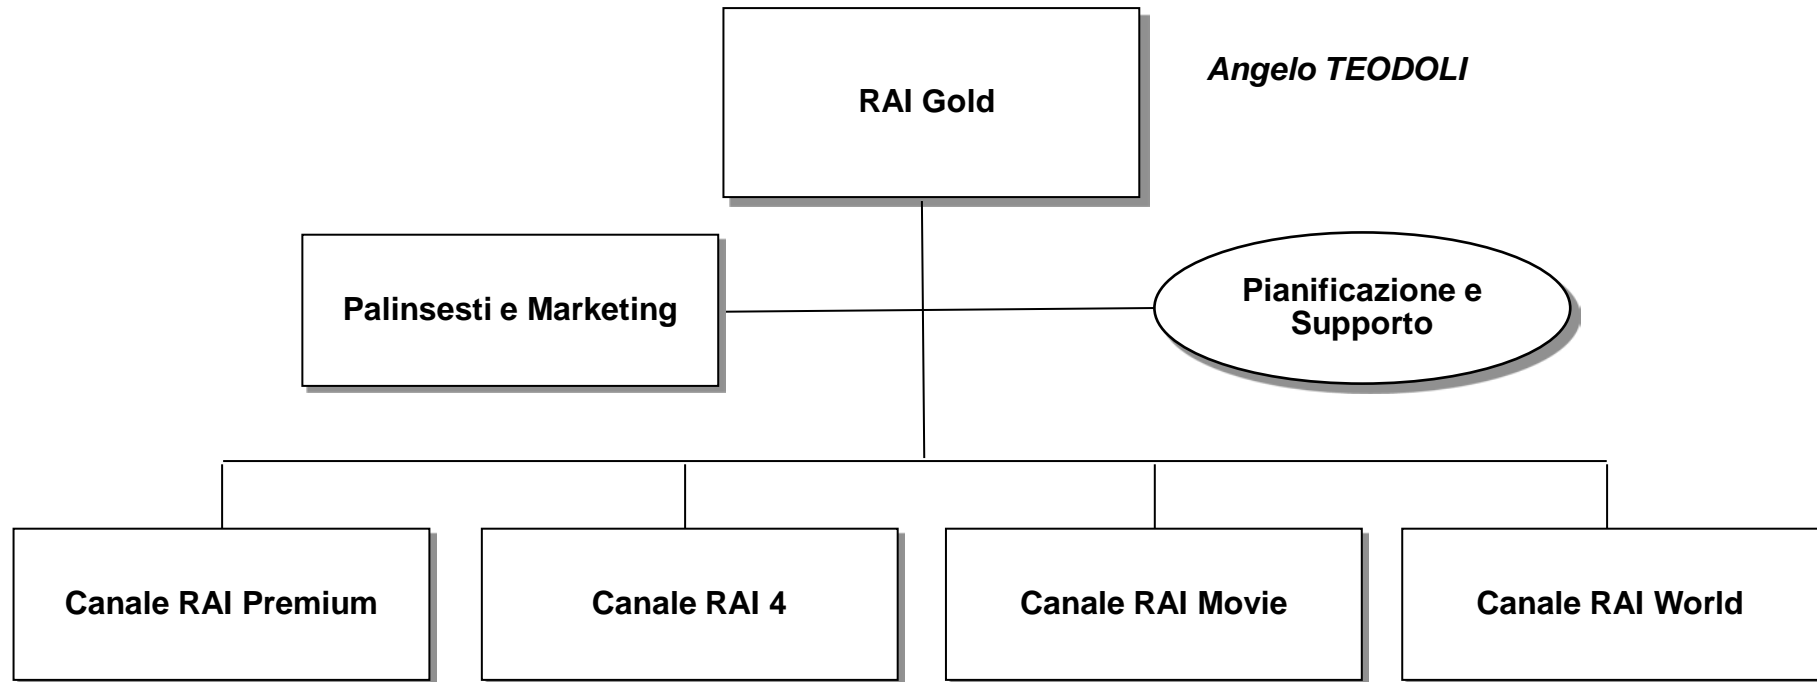 RAI Gold
Angelo TEODOLI
Palinsesti e Marketing
Pianificazione e
Supporto
Canale RAI Premium
Canale RAI 4
Canale RAI Movie
Canale RAI World